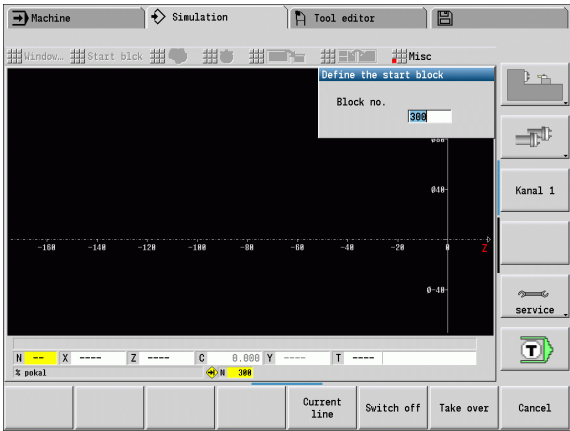 Machine Simulation Tool editor
Window... Start blck Misc
Define the start block
Block no.
300
Ø80
Ø40
-160 -140 -120 -100 -80 -60 -40 -20 0 Z
Ø-40
Kanal 1
service
T
N -- X ---- Z ---- C 0.000 Y ---- T ----
% pokal N 300
Current line Switch off Take over Cancel